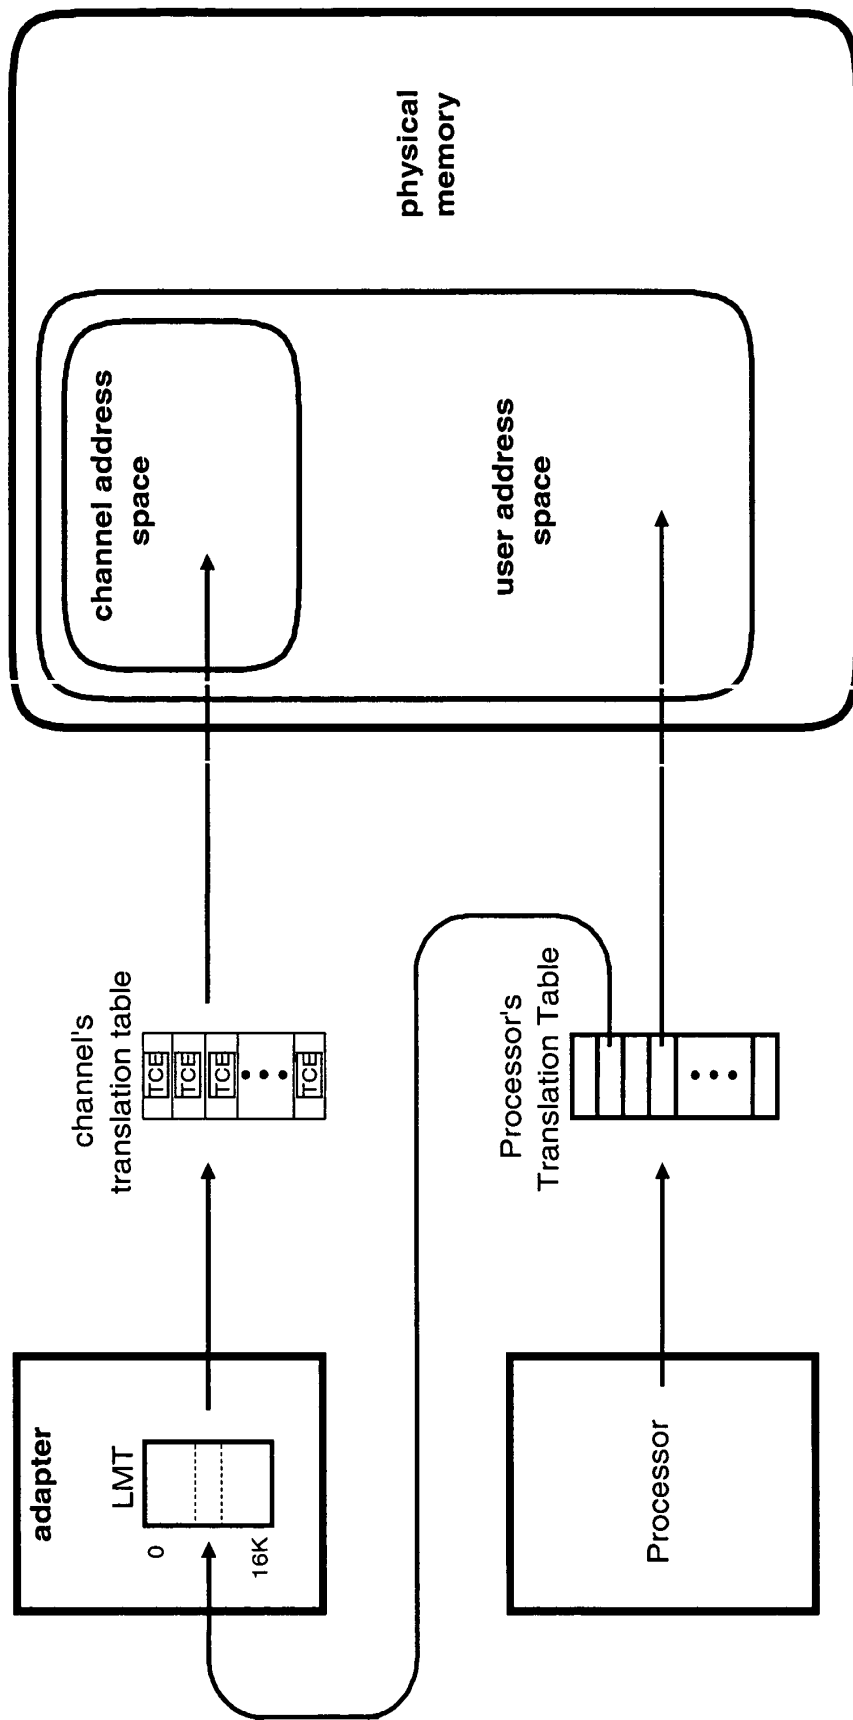 adapter
LMT
0
16K
channel's
translation table
TCE
TCE
TCE
TCE
channel address
space
physical
memory
Processor
Processor's
Translation Table
user address
space